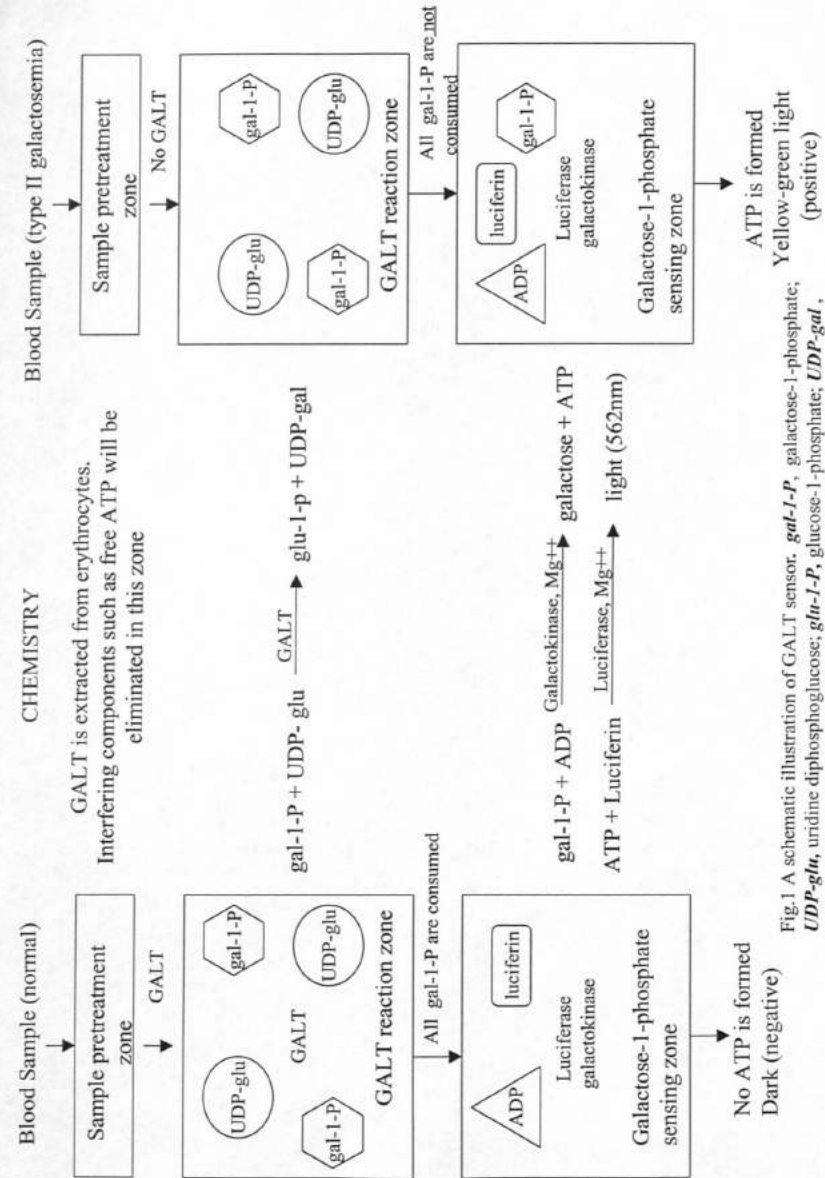 Blood Sample (normal)
Sample pretreatment
zone
GALT
UDP-glu
gal-1-P
GALT
gal-1-P
UDP-glu
GALT reaction zone
All gal-1-P are consumed
ADP
luciferin
Luciferase
galactokinase
Galactose-1-phosphate
sensing zone
No ATP is formed
Dark (negative)
CHEMISTRY
GALT is extracted from erythrocytes.
Interfering components such as free ATP will be
eliminated in this zone
gal-1-P + UDP- glu GALT glu-1-p + UDP-gal
gal-1-P + ADP Galactokinase, Mg++ galactose + ATP
ATP + Luciferin Luciferase, Mg++ light (562nm)
Blood Sample (type II galactosemia)
Sample pretreatment
zone
No GALT
UDP-glu
gal-1-P
gal-1-P
UDP-glu
GALT reaction zone
All gal-1-P are not
consumed
ADP
luciferin
gal-1-P
Luciferase
galactokinase
Galactose-1-phosphate
sensing zone
ATP is formed
Yellow-green light
(positive)
Fig.1 A schematic illustration of GALT sensor. gal-1-P, galactose-1-phosphate;
UDP-glu, uridine diphosphoglucose; glu-1-P, glucose-1-phosphate; UDP-gal ,